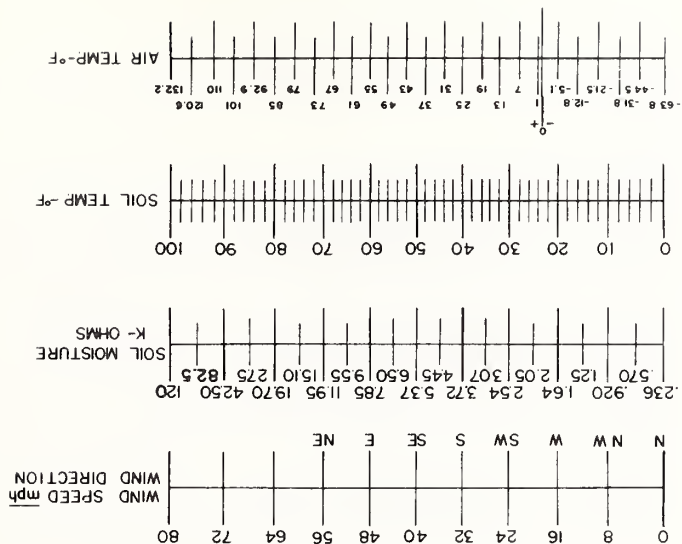 0 8 16 24 32 40 48 56 64 72 80
WIND SPEED mph
WIND DIRECTION
N NW W SW S SE E NE
.236 .920 1.64 2.54 3.72 5.37 7.85 11.95 19.70 42.50 120
.570 1.25 2.05 3.07 4.45 6.50 9.55 15.10 27.5 82.5
SOIL MOISTURE
K-OHMS
0 10 20 30 40 50 60 70 80 90 100
SOIL TEMP-°F
0
- +
-63.8 -31.8 -12.8 1 13 25 37 49 61 73 85 101 120.6
-44.5 -21.5 -5.1 7 19 31 43 55 67 79 92.9 110 132.2
AIR TEMP-°F